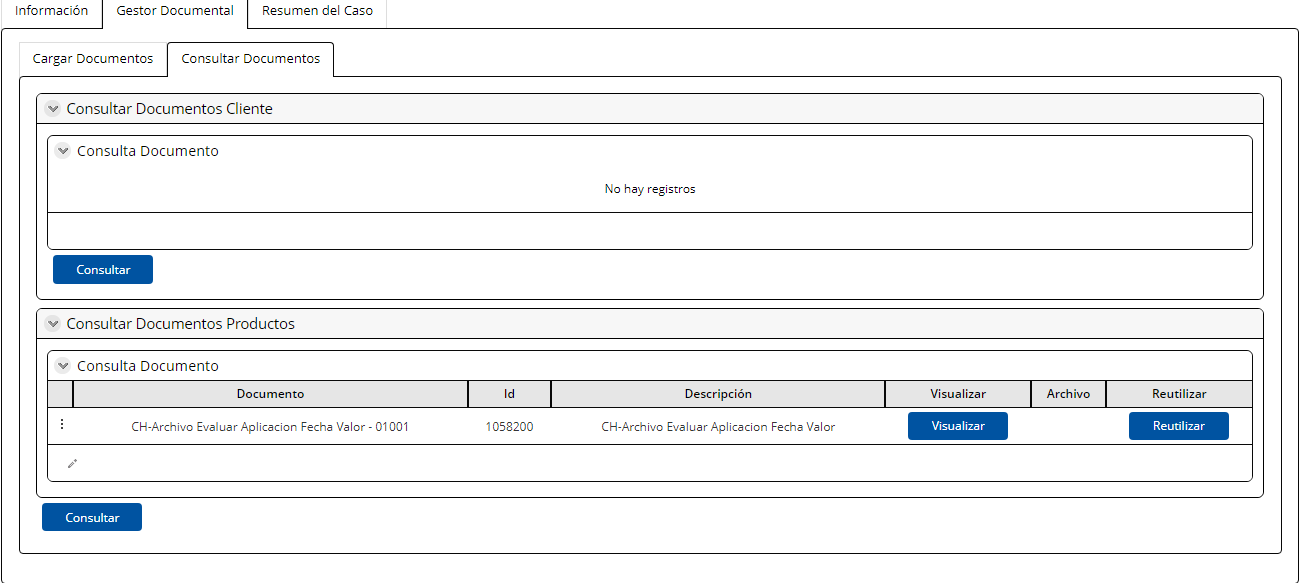 Información Gestor Documental Resumen del Caso
Cargar Documentos Consultar Documentos
Consultar Documentos Cliente
Consulta Documento
No hay registros
Consultar
Consultar Documentos Productos
Consulta Documento
Documento Id Descripción Visualizar Archivo Reutilizar
CH-Archivo Evaluar Aplicacion Fecha Valor - 01001 1058200 CH-Archivo Evaluar Aplicacion Fecha Valor Visualizar Reutilizar
Consultar